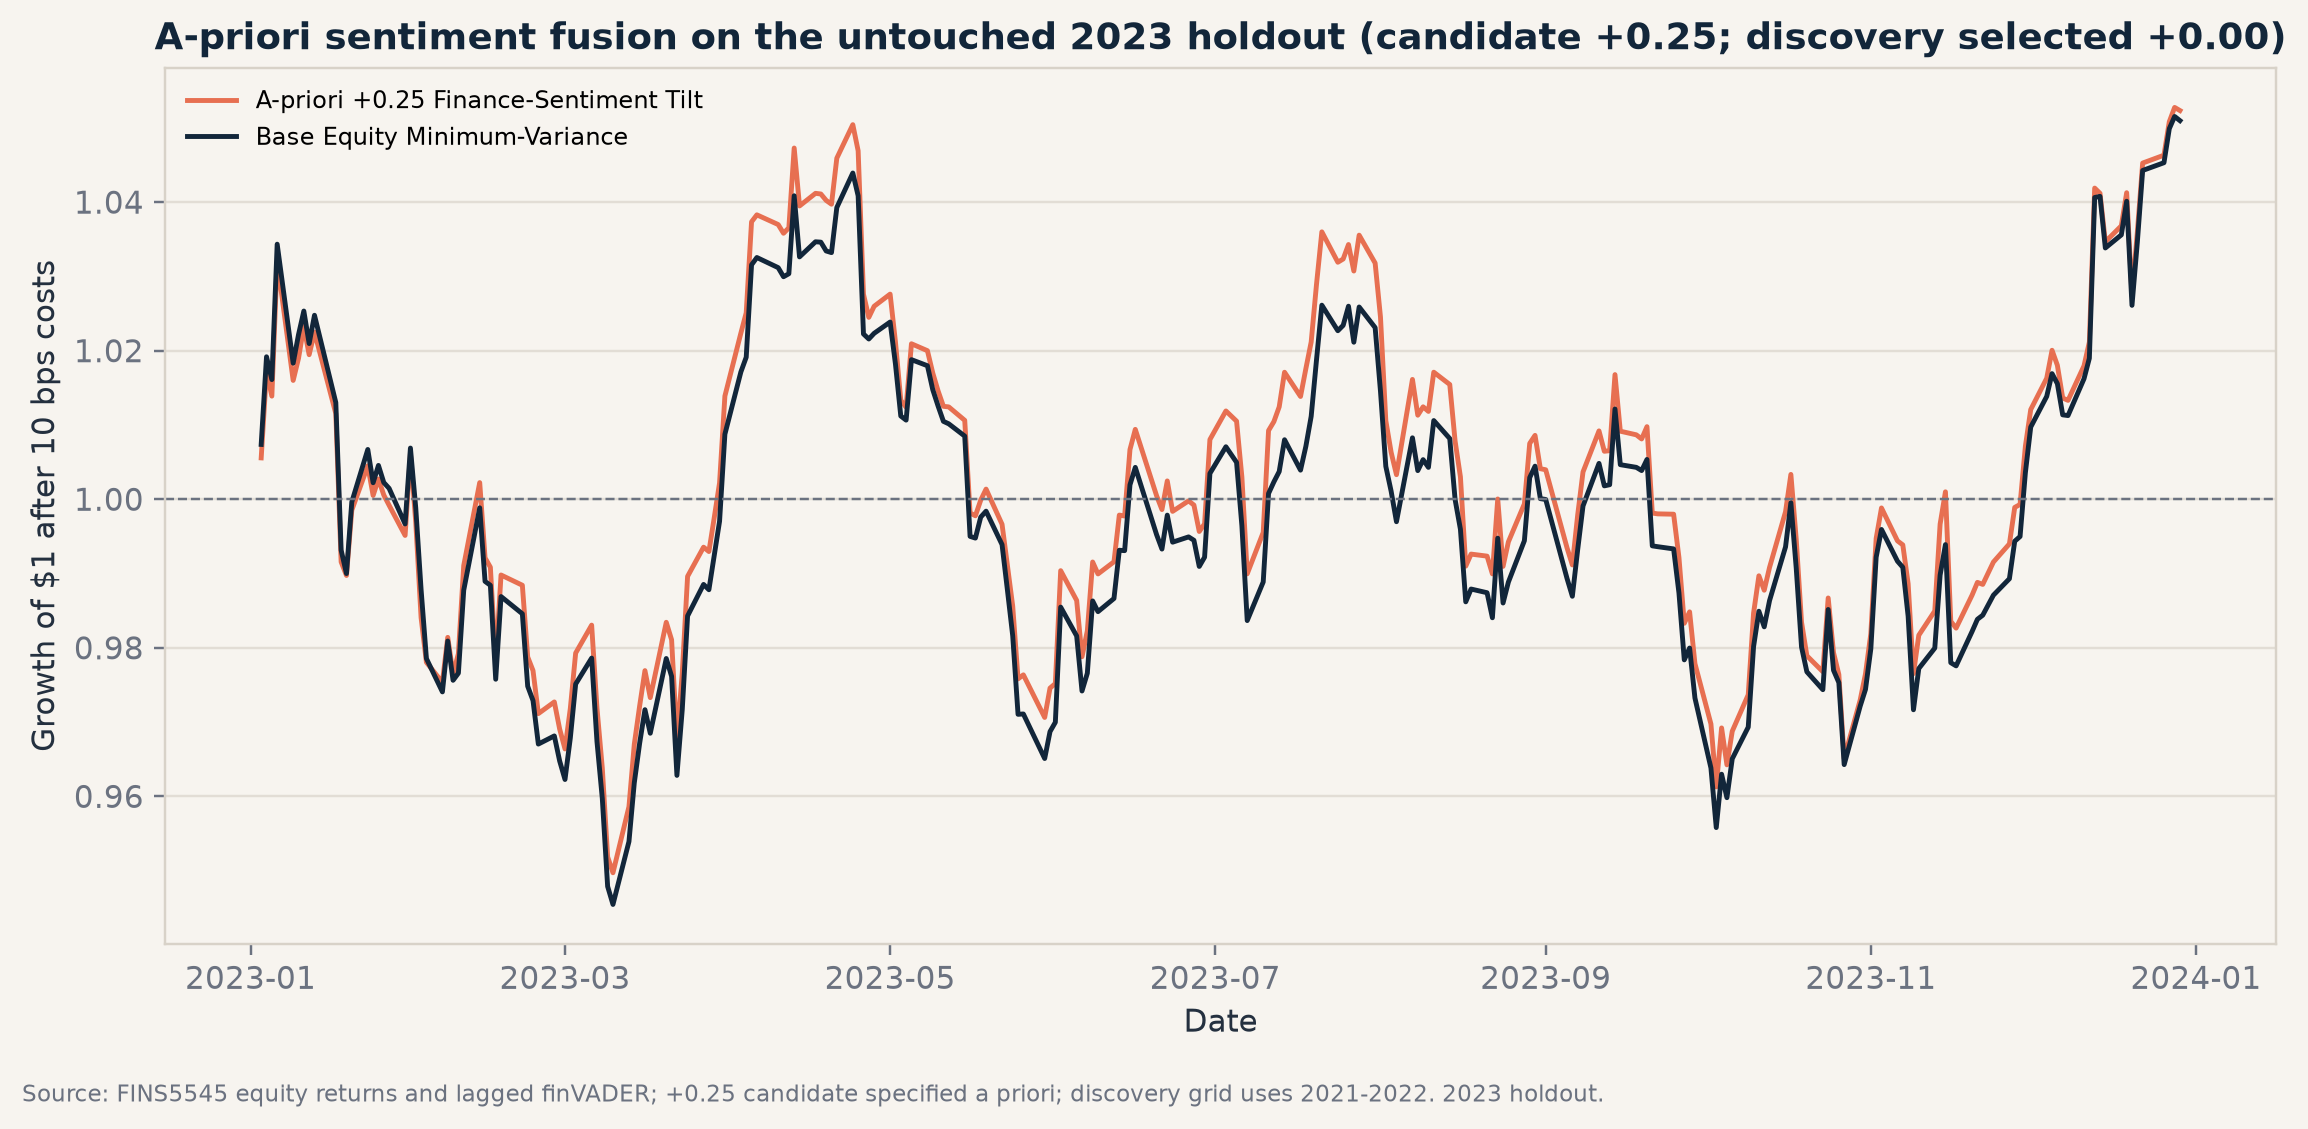 A-priori sentiment fusion on the untouched 2023 holdout (candidate +0.25; discovery selected +0.00)
A-priori +0.25 Finance-Sentiment Tilt
Base Equity Minimum-Variance
Growth of $1 after 10 bps costs
1.04
1.02
1.00
0.98
0.96
2023-01
2023-03
2023-05
2023-07
2023-09
2023-11
2024-01
Date
Source: FINS5545 equity returns and lagged finVADER; +0.25 candidate specified a priori; discovery grid uses 2021-2022. 2023 holdout.